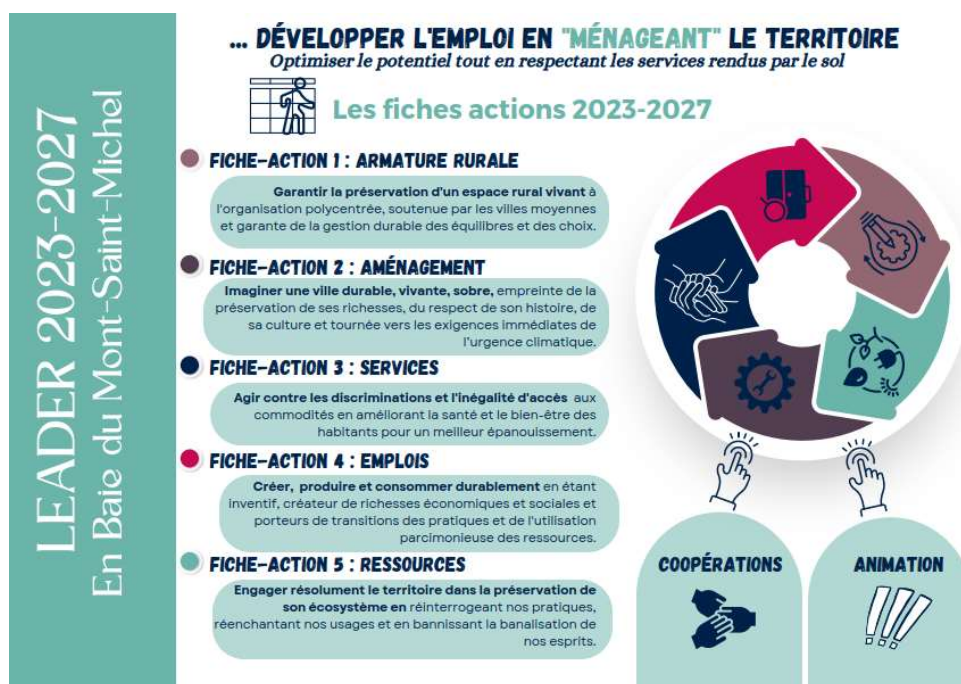 LEADER 2023-2027
En Baie du Mont-Saint-Michel
... DÉVELOPPER L'EMPLOI EN "MÉNAGEANT" LE TERRITOIRE
Optimiser le potentiel tout en respectant les services rendus par le sol
Les fiches actions 2023-2027
FICHE-ACTION 1 : ARMATURE RURALE
Garantir la préservation d'un espace rural vivant à
l'organisation polycentrée, soutenue par les villes moyennes
et garante de la gestion durable des équilibres et des choix.
FICHE-ACTION 2 : AMÉNAGEMENT
Imaginer une ville durable, vivante, sobre, empreinte de la
préservation de ses richesses, du respect de son histoire, de
sa culture et tournée vers les exigences immédiates de
l'urgence climatique.
FICHE-ACTION 3 : SERVICES
Agir contre les discriminations et l'inégalité d'accès aux
commodités en améliorant la santé et le bien-être des
habitants pour un meilleur épanouissement.
FICHE-ACTION 4 : EMPLOIS
Créer, produire et consommer durablement en étant
inventif, créateur de richesses économiques et sociales et
porteurs de transitions des pratiques et de l'utilisation
parcimonieuse des ressources.
FICHE-ACTION 5 : RESSOURCES
Engager résolument le territoire dans la préservation de
son écosystème en réinterrogeant nos pratiques,
réenchantant nos usages et en bannissant la banalisation de
nos esprits.
COOPÉRATIONS
ANIMATION